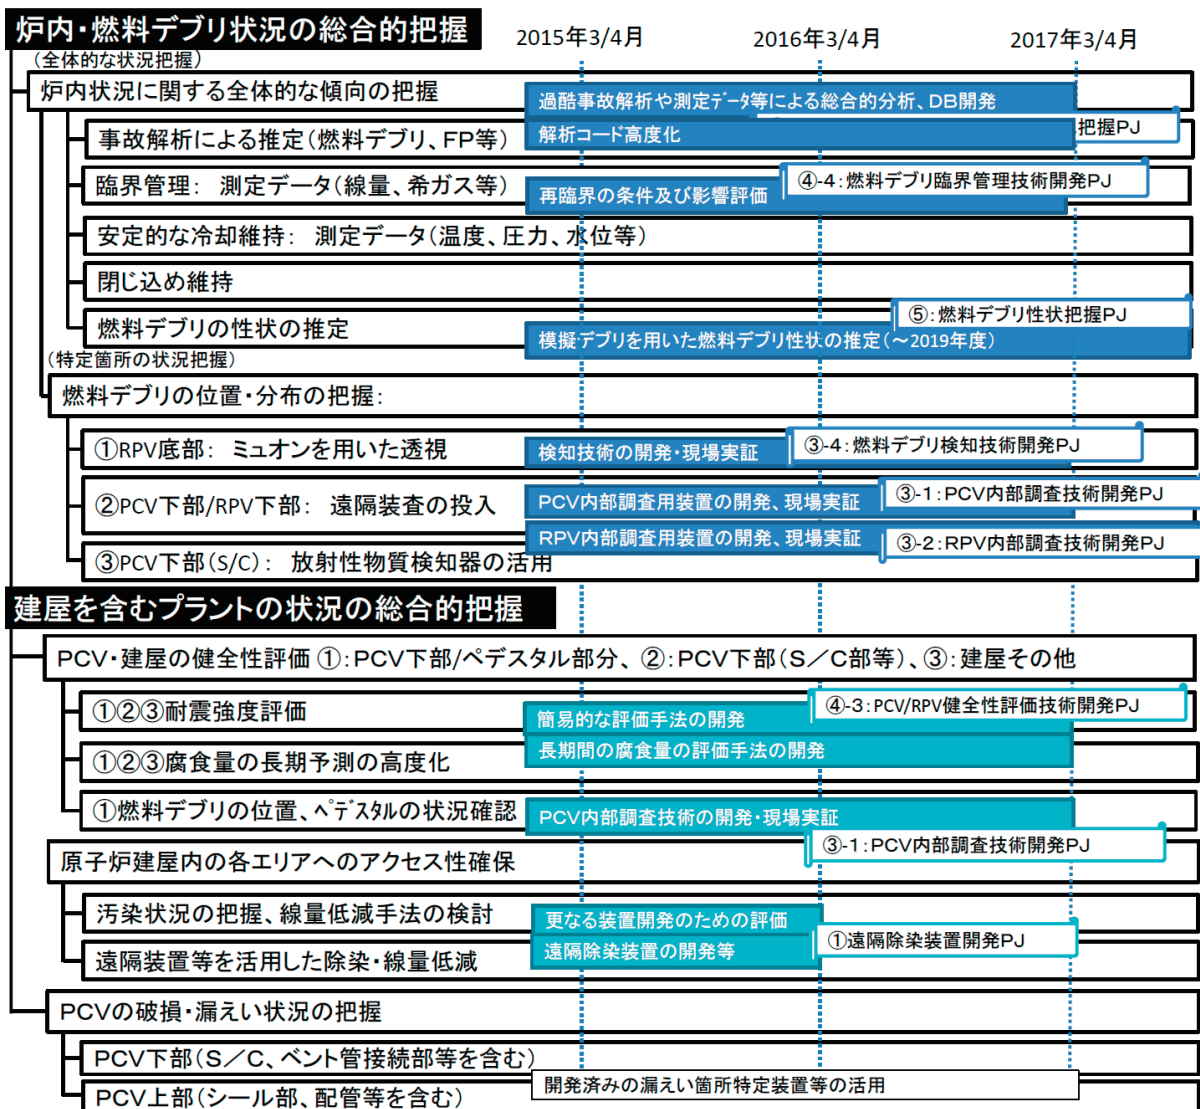 炉内・燃料デブリ状況の総合的把握
2015年3/4月 2016年3/4月 2017年3/4月
(全体的な状況把握)
炉内状況に関する全体的な傾向の把握
過酷事故解析や測定ﾃﾞｰﾀ等による総合的分析、DB開発
事故解析による推定(燃料デブリ、FP等)
解析コード高度化
把握PJ
臨界管理: 測定データ(線量、希ガス等)
④-4:燃料デブリ臨界管理技術開発PJ
再臨界の条件及び影響評価
安定的な冷却維持: 測定データ(温度、圧力、水位等)
閉じ込め維持
⑤:燃料デブリ性状把握PJ
燃料デブリの性状の推定
模擬デブリを用いた燃料デブリ性状の推定(～2019年度)
(特定箇所の状況把握)
燃料デブリの位置・分布の把握:
①RPV底部: ミュオンを用いた透視
検知技術の開発・現場実証
③-4:燃料デブリ検知技術開発PJ
②PCV下部/RPV下部: 遠隔装査の投入
PCV内部調査用装置の開発、現場実証
③-1:PCV内部調査技術開発PJ
RPV内部調査用装置の開発、現場実証
③-2:RPV内部調査技術開発PJ
③PCV下部(S/C): 放射性物質検知器の活用
建屋を含むプラントの状況の総合的把握
PCV・建屋の健全性評価 ①:PCV下部/ペデスタル部分、②:PCV下部(S／C部等)、③:建屋その他
①②③耐震強度評価
簡易的な評価手法の開発
④-3:PCV/RPV健全性評価技術開発PJ
長期間の腐食量の評価手法の開発
①②③腐食量の長期予測の高度化
①燃料デブリの位置、ﾍﾟﾃﾞｽﾀﾙの状況確認
PCV内部調査技術の開発・現場実証
③-1:PCV内部調査技術開発PJ
原子炉建屋内の各エリアへのアクセス性確保
汚染状況の把握、線量低減手法の検討
更なる装置開発のための評価
遠隔除染装置の開発等
①遠隔除染装置開発PJ
遠隔装置等を活用した除染・線量低減
PCVの破損・漏えい状況の把握
PCV下部(S／C、ベント管接続部等を含む)
開発済みの漏えい箇所特定装置等の活用
PCV上部(シール部、配管等を含む)